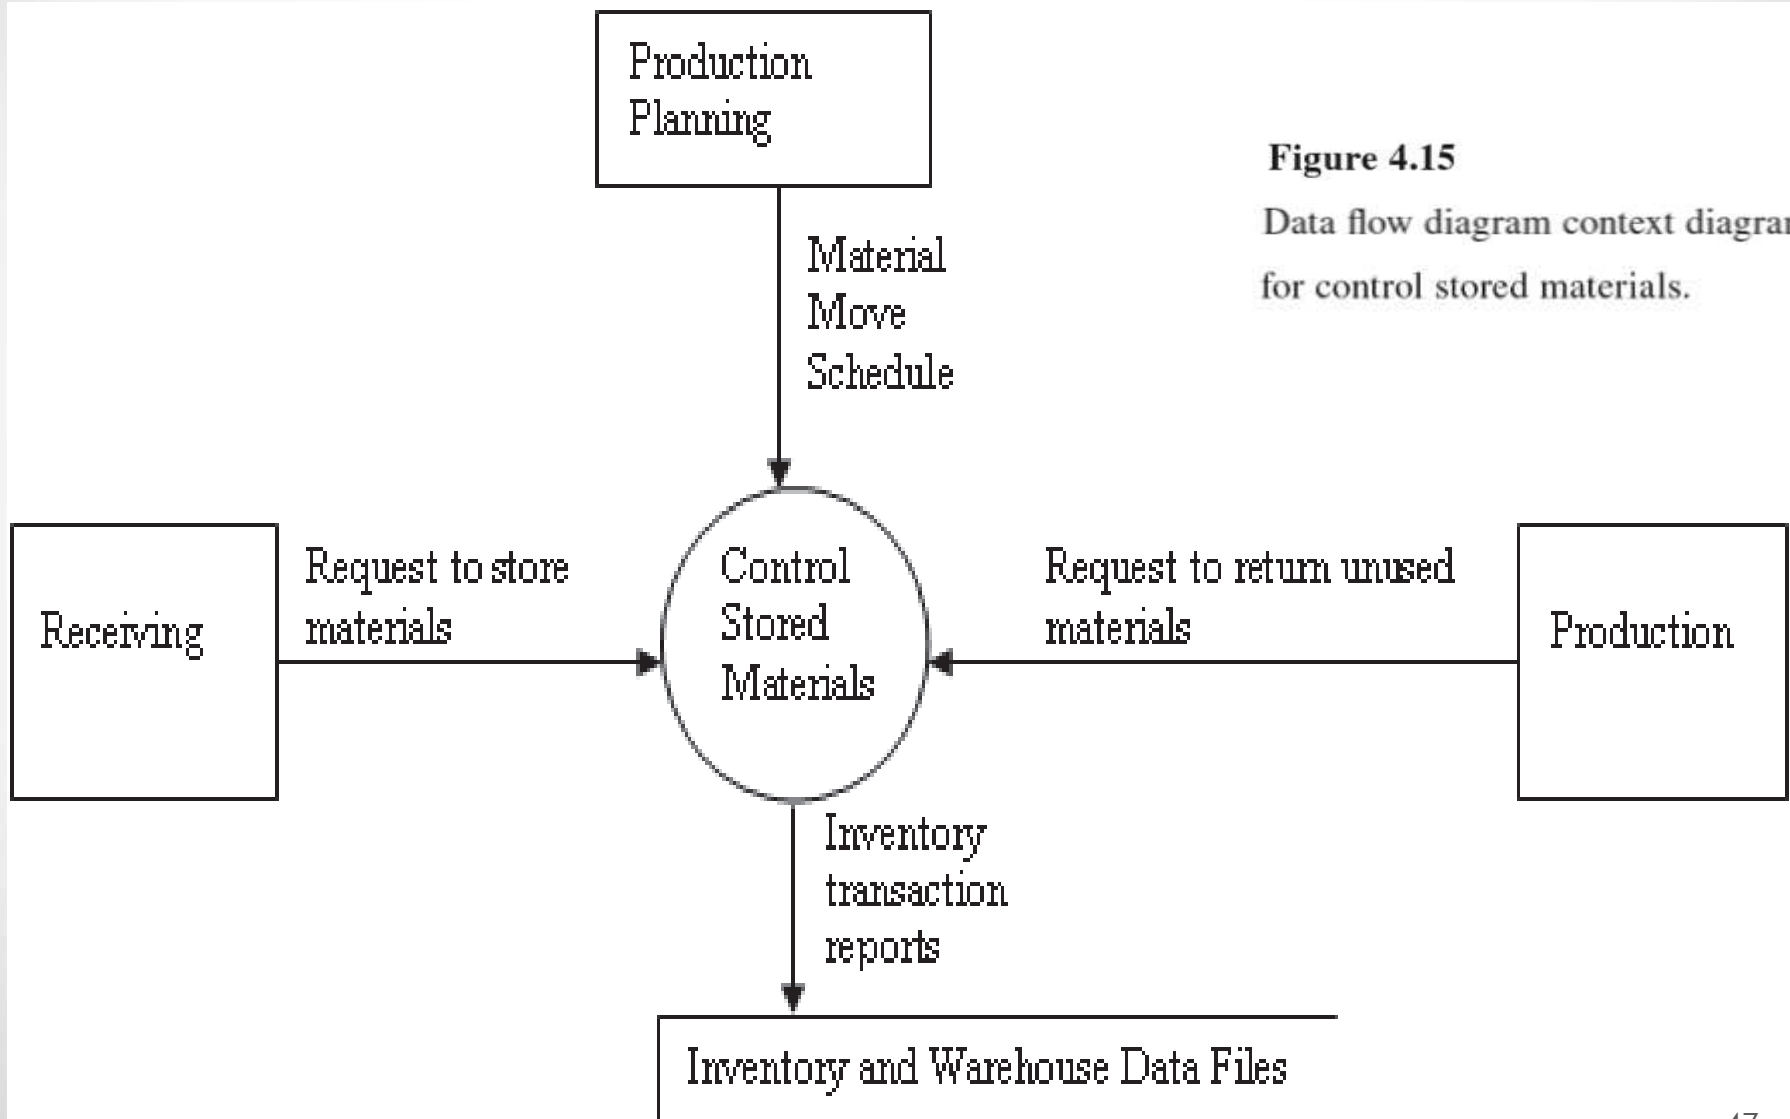 Production
Planning
Figure 4.15
Data flow diagram context
for control stored materials.
Material
Move
Schedule
Receiving
Request to store
materials
Control
Stored
Materials
Request to return unused
materials
Production
Inventory
transaction
reports
Inventory and Warehouse Data Files